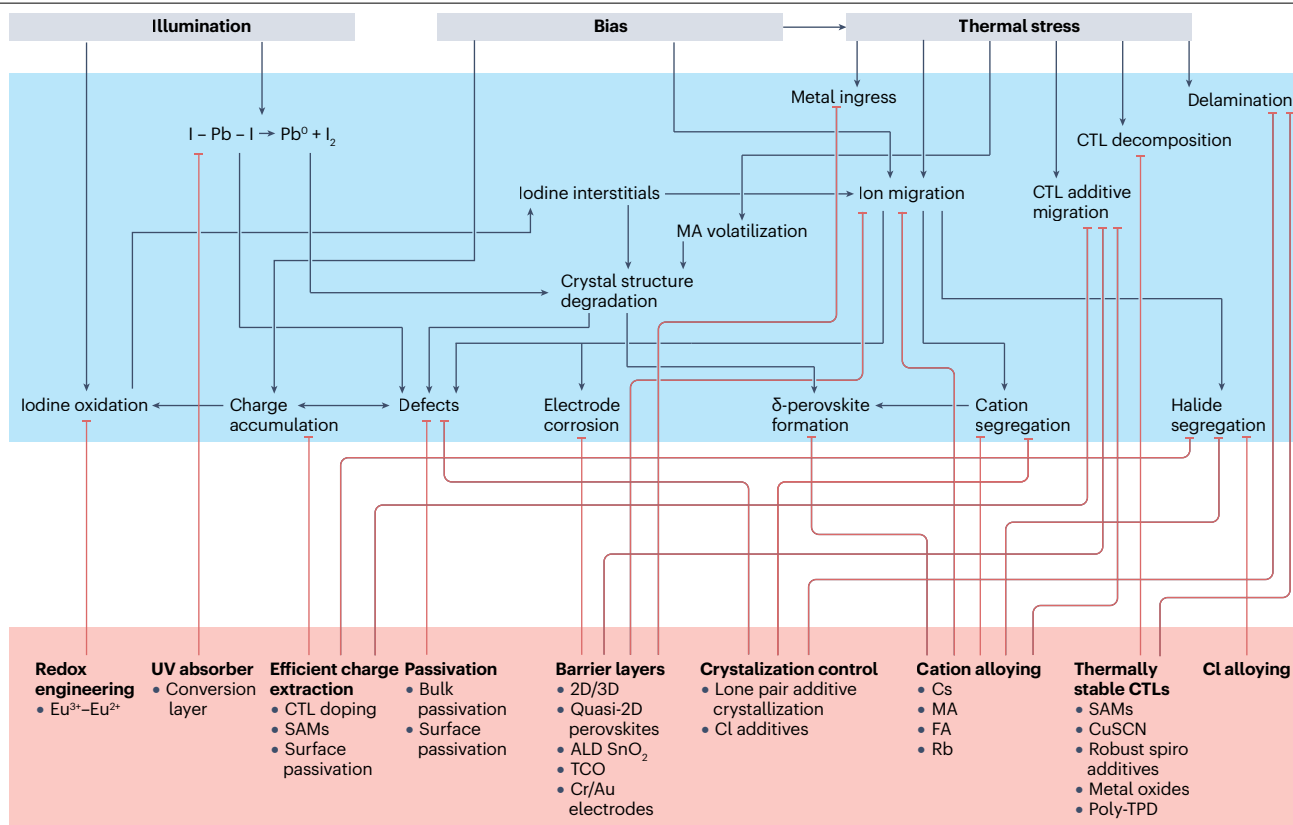 Illumination
Bias
Thermal stress
Metal ingress
Delamination
I – Pb – I → Pb⁰ + I₂
CTL decomposition
Iodine interstitials
Ion migration
CTL additive
migration
MA volatilization
Crystal structure
degradation
Iodine oxidation
Charge
accumulation
Defects
Electrode
corrosion
δ-perovskite
formation
Cation
segregation
Halide
segregation
Redox
engineering
• Eu³⁺–Eu²⁺
UV absorber
• Conversion
layer
Efficient charge
extraction
• CTL doping
• SAMs
• Surface
passivation
Passivation
• Bulk
passivation
• Surface
passivation
Barrier layers
• 2D/3D
• Quasi-2D
perovskites
• ALD SnO₂
• TCO
• Cr/Au
electrodes
Crystalization control
• Lone pair additive
crystallization
• Cl additives
Cation alloying
• Cs
• MA
• FA
• Rb
Thermally
stable CTLs
• SAMs
• CuSCN
• Robust spiro
additives
• Metal oxides
• Poly-TPD
Cl alloying